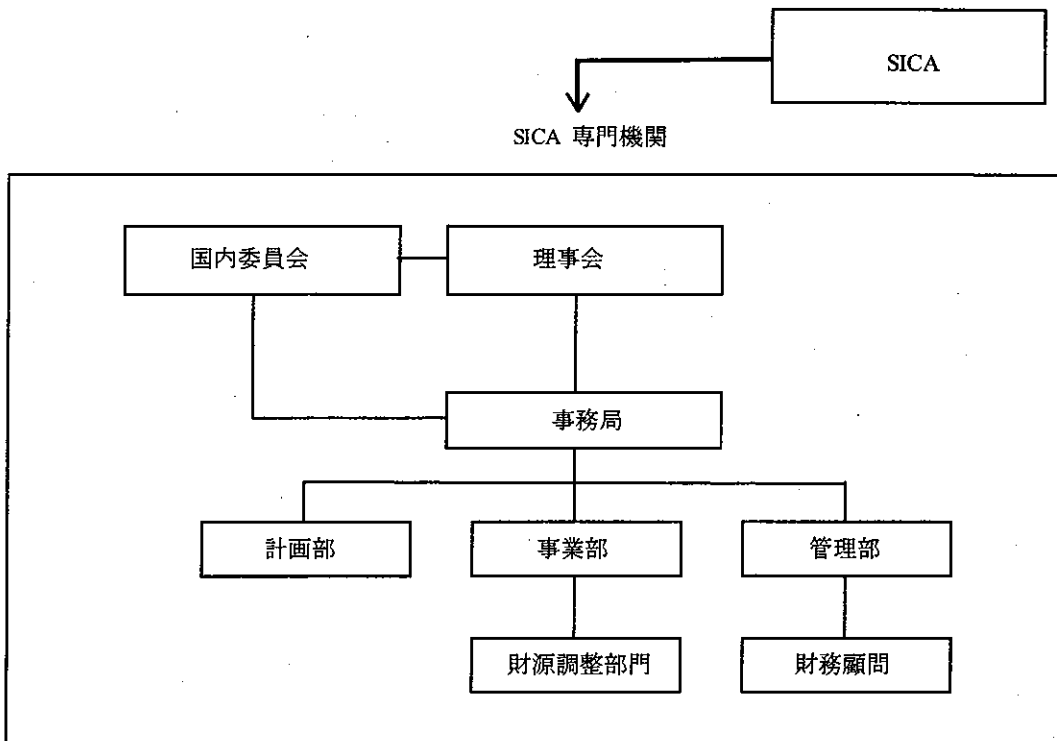 SICA
SICA 専門機関
国内委員会
理事会
事務局
計画部
事業部
管理部
財源調整部門
財務顧問